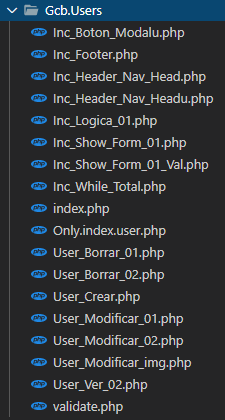 Gcb.Users
Inc_Boton_Modalu.php
Inc_Footer.php
Inc_Header_Nav_Head.php
Inc_Header_Nav_Headu.php
Inc_Logica_01.php
Inc_Show_Form_01.php
Inc_Show_Form_01_Val.php
Inc_While_Total.php
index.php
Only.index.user.php
User_Borrar_01.php
User_Borrar_02.php
User_Crear.php
User_Modificar_01.php
User_Modificar_02.php
User_Modificar_img.php
User_Ver_02.php
validate.php